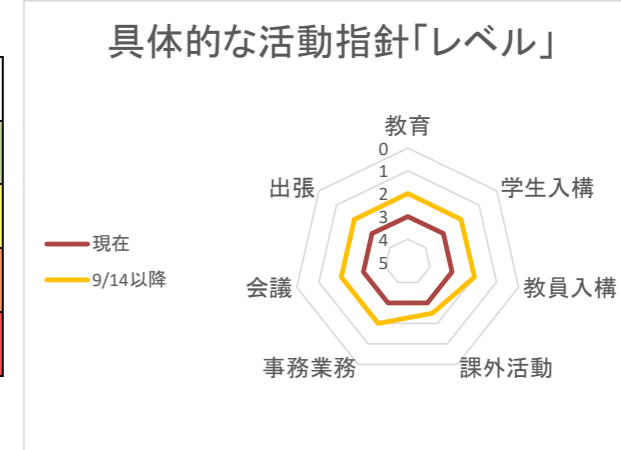 具体的な活動指針「レベル」
教育
学生入構
教員入構
課外活動
事務業務
会議
出張
0
1
2
3
4
5
現在
9/14以降